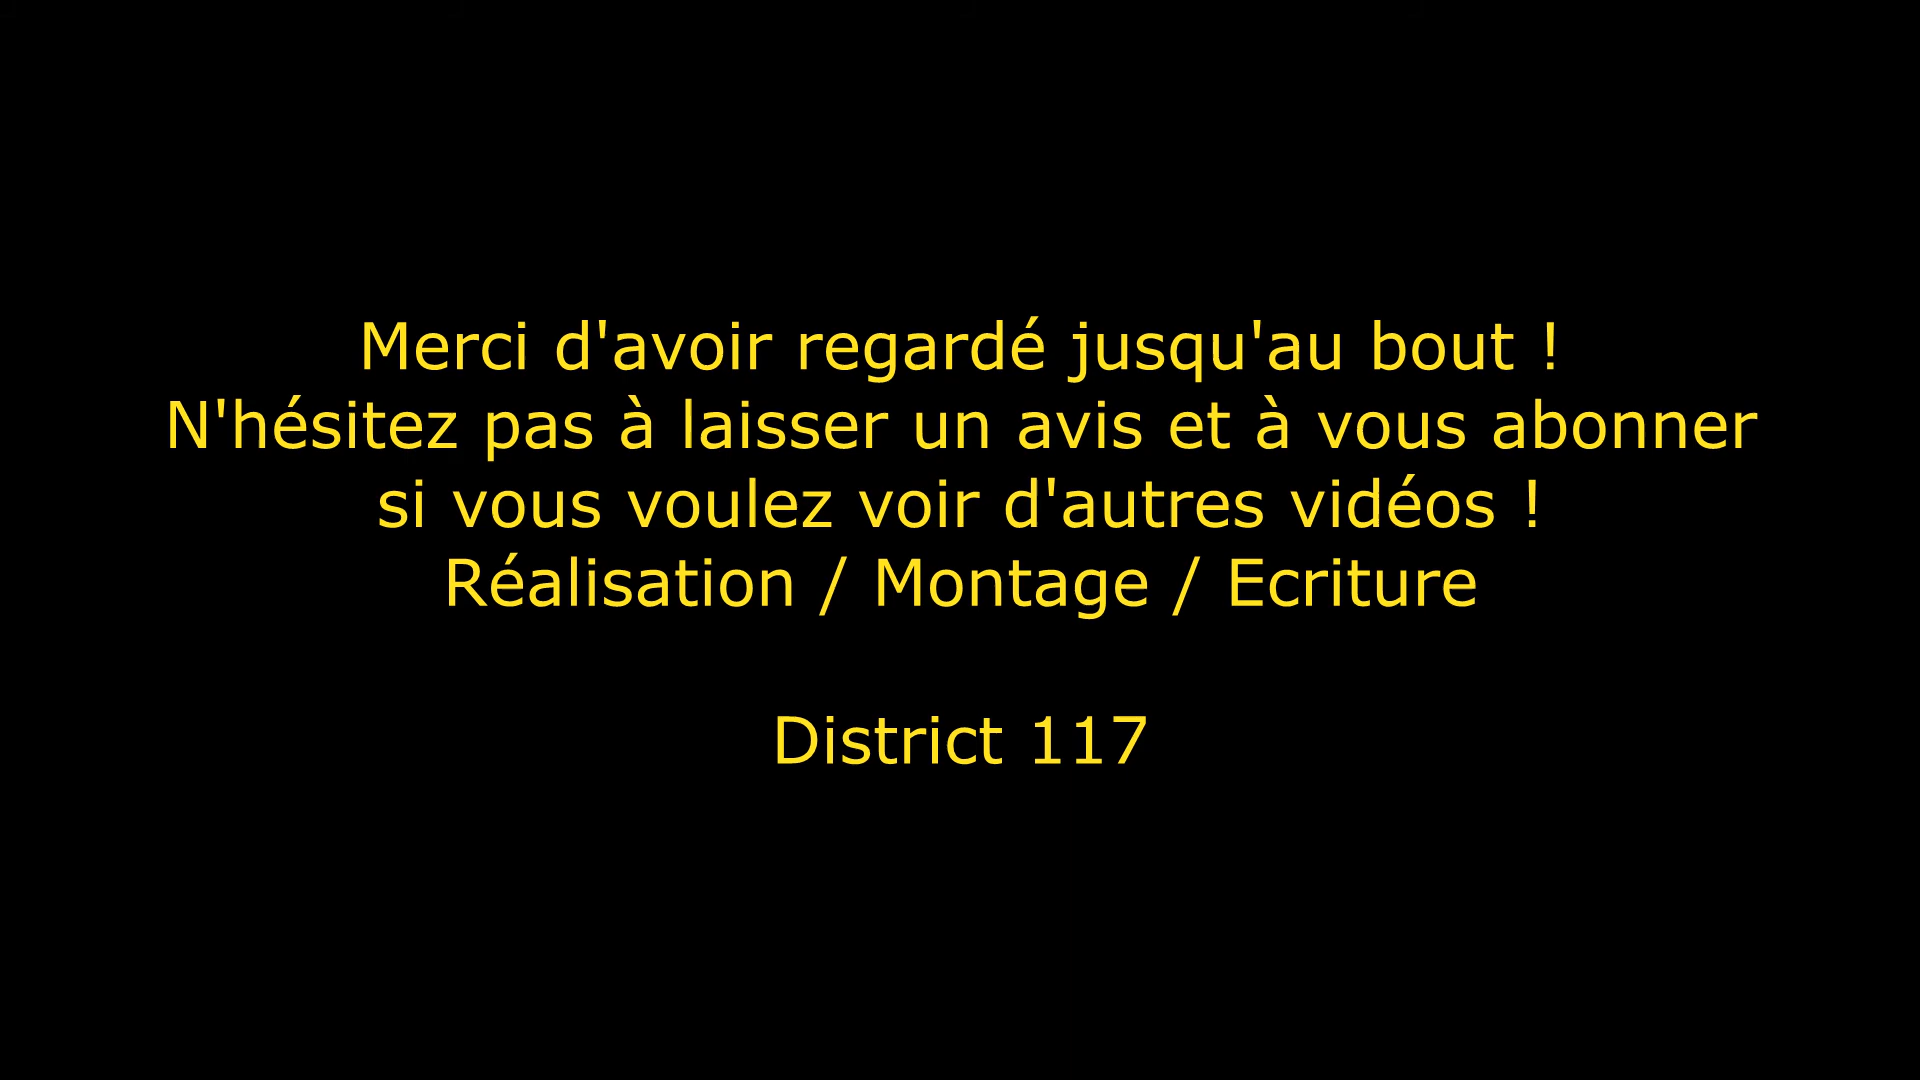 Merci d'avoir regardé jusqu'au bout !
N'hésitez pas à laisser un avis et à vous abonner
si vous voulez voir d'autres vidéos !
Réalisation / Montage / Ecriture
District 117